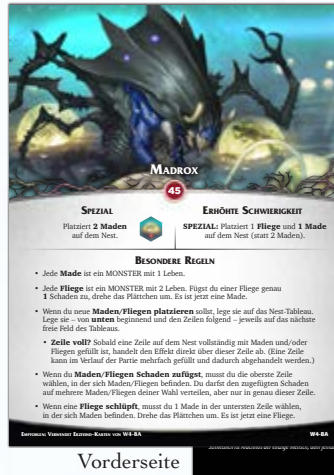 MADROX
45
SPEZIAL
Platziert 2 Maden
auf dem Nest.
ERHÖHTE SCHWIERIGKEIT
SPEZIAL: Platziert 1 Fliege und 1 Made
auf dem Nest (statt 2 Maden).
BESONDERE REGELN
• Jede Made ist ein MONSTER mit 1 Leben.
• Jede Fliege ist ein MONSTER mit 2 Leben. Fügst du einer Fliege genau
1 Schaden zu, drehe das Plättchen um. Es ist jetzt eine Made.
• Wenn du neue Maden/Fliegen platzieren sollst, lege sie auf das Nest-Tableau.
Lege sie – von unten beginnend und den Zeilen folgend – jeweils auf das nächste
freie Feld des Tableaus.
• Zeile voll? Sobald eine Zeile auf dem Nest vollständig mit Maden und/oder
Fliegen gefüllt ist, handelt den Effekt direkt über dieser Zeile ab. (Eine Zeile
kann im Verlauf der Partie mehrfach gefüllt und dadurch abgehandelt werden.)
• Wenn du Maden/Fliegen Schaden zufügst, musst du die oberste Zeile
wählen, in der sich Maden/Fliegen befinden. Du darfst den zugefügten Schaden
auf mehrere Maden/Fliegen deiner Wahl verteilen, aber nur in genau dieser Zeile.
• Wenn eine Fliege schlüpft, musst du 1 Made in der untersten Zeile wählen,
in der sich Maden befinden. Drehe das Plättchen um. Es ist jetzt eine Fliege.
EMPFOHLEN: VERWENDET EXLTUM-KARTEN VON W4-BA
W4-8A
Vorderseite